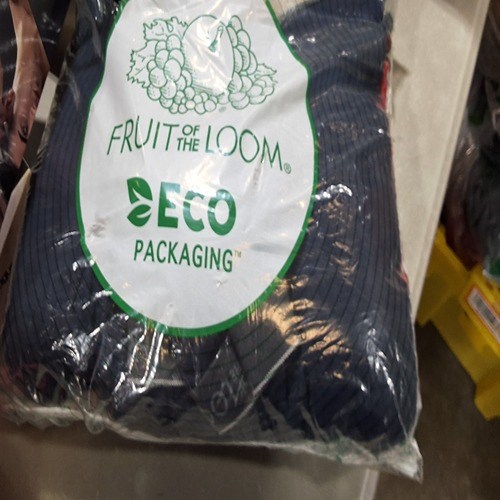 FRUIT OF THE LOOM®
ECO
PACKAGING™